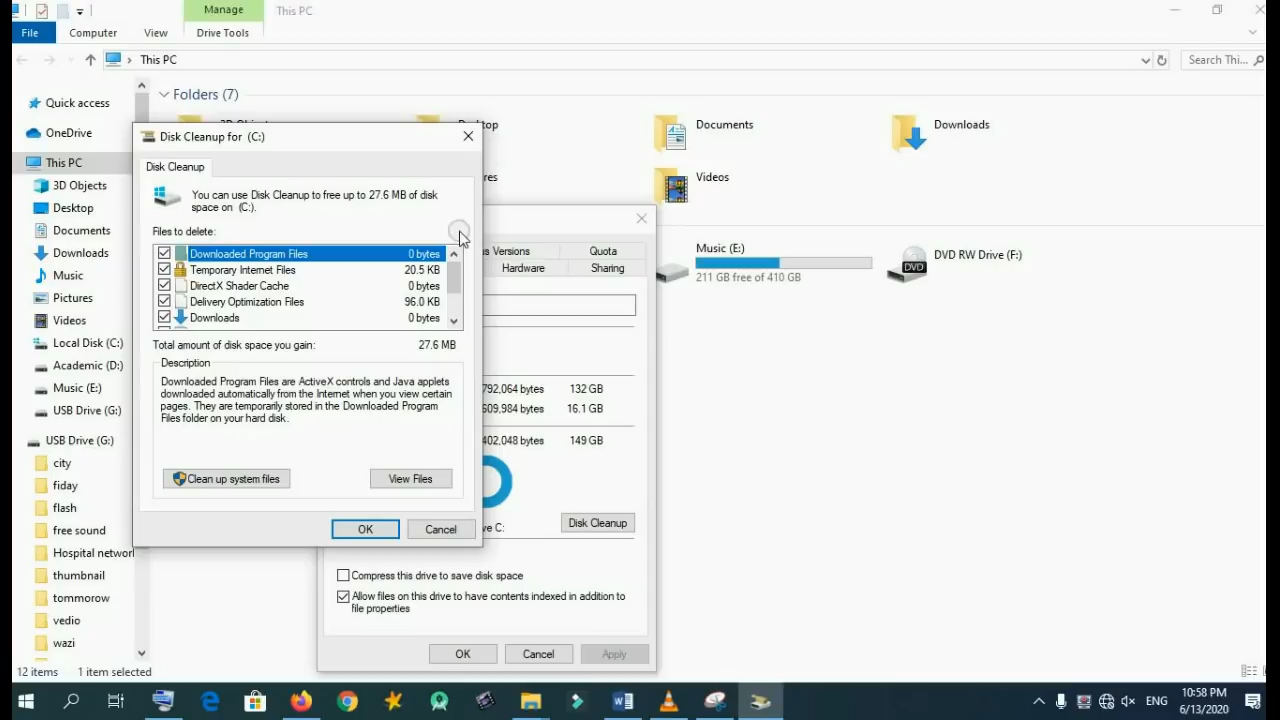 Manage
This PC
File
Computer
View
Drive Tools
This PC
Search Thi...
Quick access
OneDrive
This PC
3D Objects
Desktop
Documents
Downloads
Music
Pictures
Videos
Local Disk (C:)
Academic (D:)
Music (E:)
USB Drive (G:)
USB Drive (G:)
city
fiday
flash
free sound
Hospital networ
thumbnail
tommorow
vedio
wazi
Folders (7)
Documents
Downloads
Videos
Music (E:)
211 GB free of 410 GB
DVD RW Drive (F:)
DVD
Disk Cleanup for (C:)
Disk Cleanup
You can use Disk Cleanup to free up to 27.6 MB of disk
space on (C:).
Files to delete:
Downloaded Program Files 0 bytes
Temporary Internet Files 20.5 KB
DirectX Shader Cache 0 bytes
Delivery Optimization Files 96.0 KB
Downloads 0 bytes
Total amount of disk space you gain: 27.6 MB
Description
Downloaded Program Files are ActiveX controls and Java applets
downloaded automatically from the Internet when you view certain
pages. They are temporarily stored in the Downloaded Program
Files folder on your hard disk.
Clean up system files
View Files
OK
Cancel
Versions
Quota
Hardware
Sharing
792,064 bytes 132 GB
609,984 bytes 16.1 GB
402,048 bytes 149 GB
ve C:
Disk Cleanup
Compress this drive to save disk space
Allow files on this drive to have contents indexed in addition to
file properties
OK
Cancel
Apply
12 items
1 item selected
ENG
10:58 PM
6/13/2020